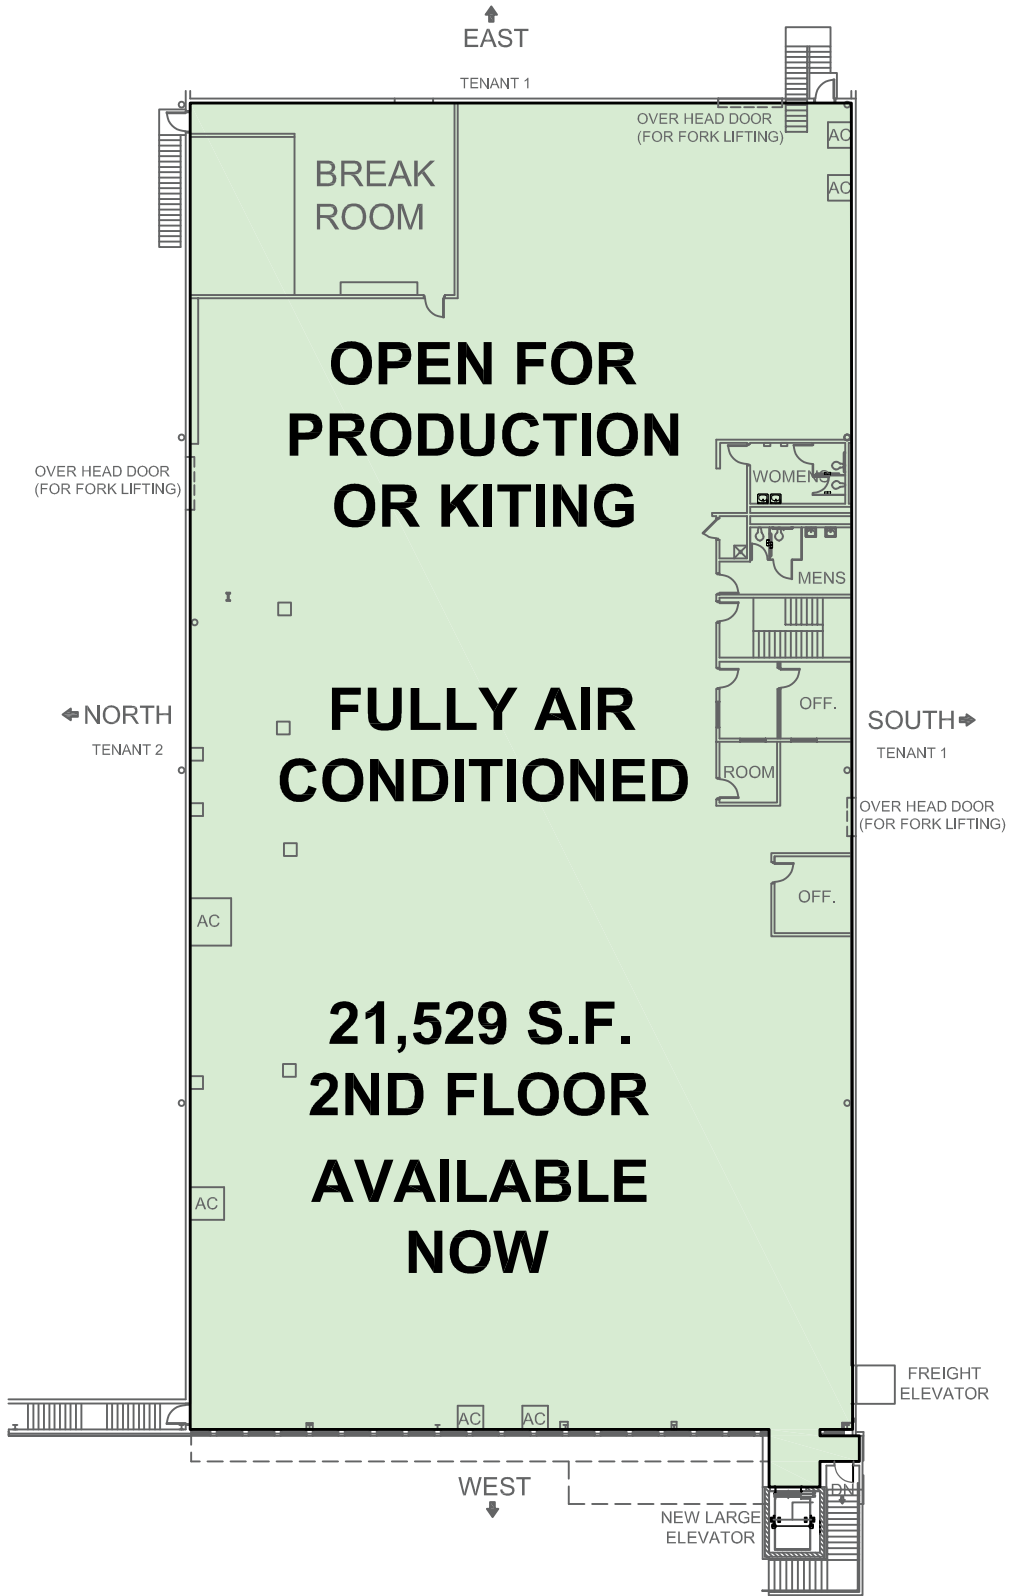 EAST
TENANT 1
OVER HEAD DOOR
(FOR FORK LIFTING)
AC
AC
BREAK
ROOM
OPEN FOR
PRODUCTION
OR KITING
OVER HEAD DOOR
(FOR FORK LIFTING)
WOMENS
MENS
NORTH
TENANT 2
FULLY AIR
CONDITIONED
OFF.
ROOM
SOUTH
TENANT 1
OVER HEAD DOOR
(FOR FORK LIFTING)
OFF.
AC
21,529 S.F.
2ND FLOOR
AVAILABLE
NOW
AC
FREIGHT
ELEVATOR
AC
AC
WEST
DN
NEW LARGE
ELEVATOR